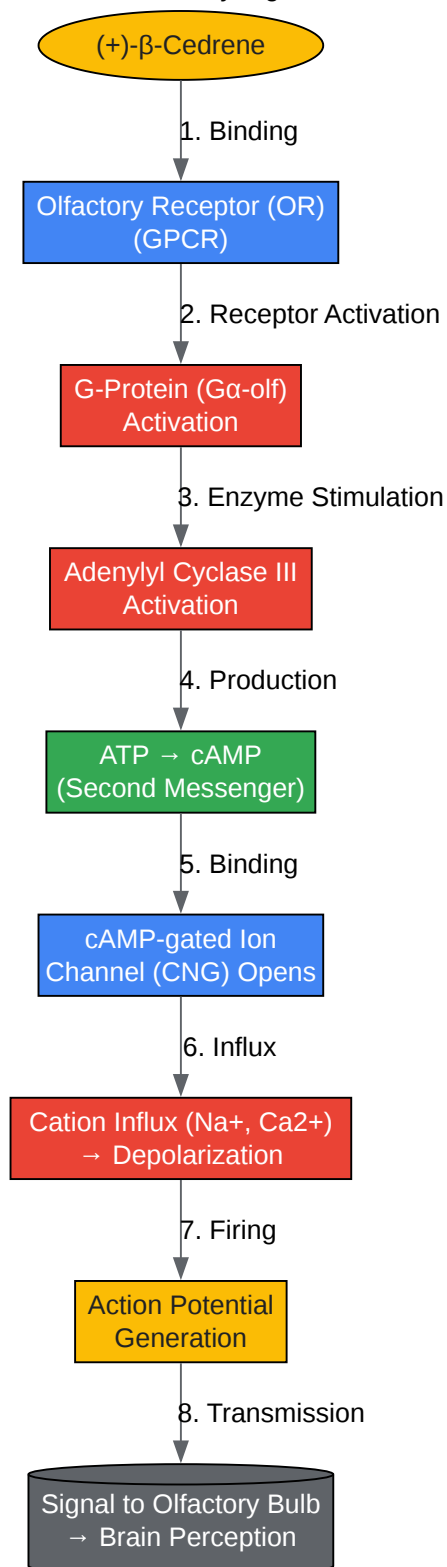 (+)-β-Cedrene
1. Binding
Olfactory Receptor (OR)
(GPCR)
2. Receptor Activation
G-Protein (Gα-olf)
Activation
3. Enzyme Stimulation
Adenylyl Cyclase III
Activation
4. Production
ATP → cAMP
(Second Messenger)
5. Binding
cAMP-gated Ion
Channel (CNG) Opens
6. Influx
Cation Influx (Na+, Ca2+)
→ Depolarization
7. Firing
Action Potential
Generation
8. Transmission
Signal to Olfactory Bulb
→ Brain Perception